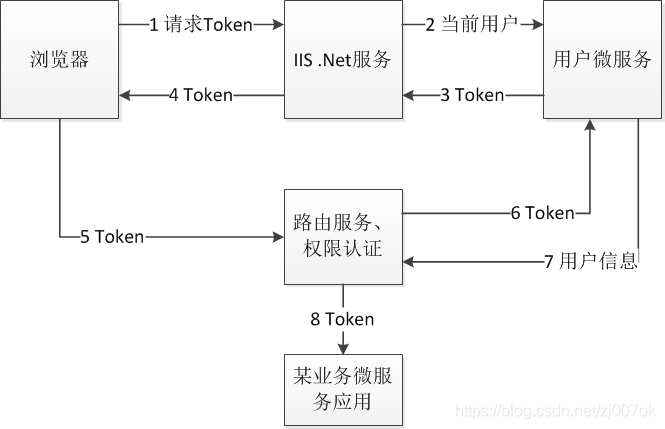 1 请求Token
2 当前用户
浏览器
IIS .Net服务
用户微服务
4 Token
3 Token
5 Token
路由服务、
权限认证
6 Token
7 用户信息
8 Token
某业务微服
务应用
https://blog.csdn.net/zj007ok